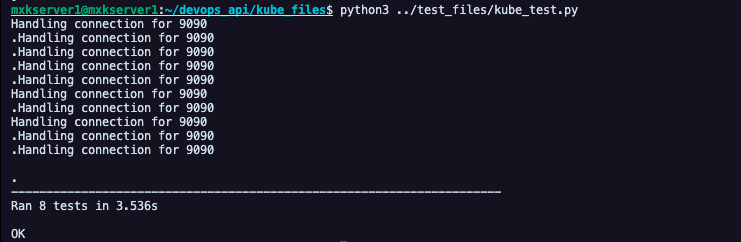 mxkserver1@mxkserver1:~/devops_api/kube_files$ python3 ../test_files/kube_test.py
Handling connection for 9090
.Handling connection for 9090
.Handling connection for 9090
.Handling connection for 9090
.Handling connection for 9090
Handling connection for 9090
.Handling connection for 9090
Handling connection for 9090
.Handling connection for 9090
.Handling connection for 9090
.
----------------------------------------------------------------------
Ran 8 tests in 3.536s
OK